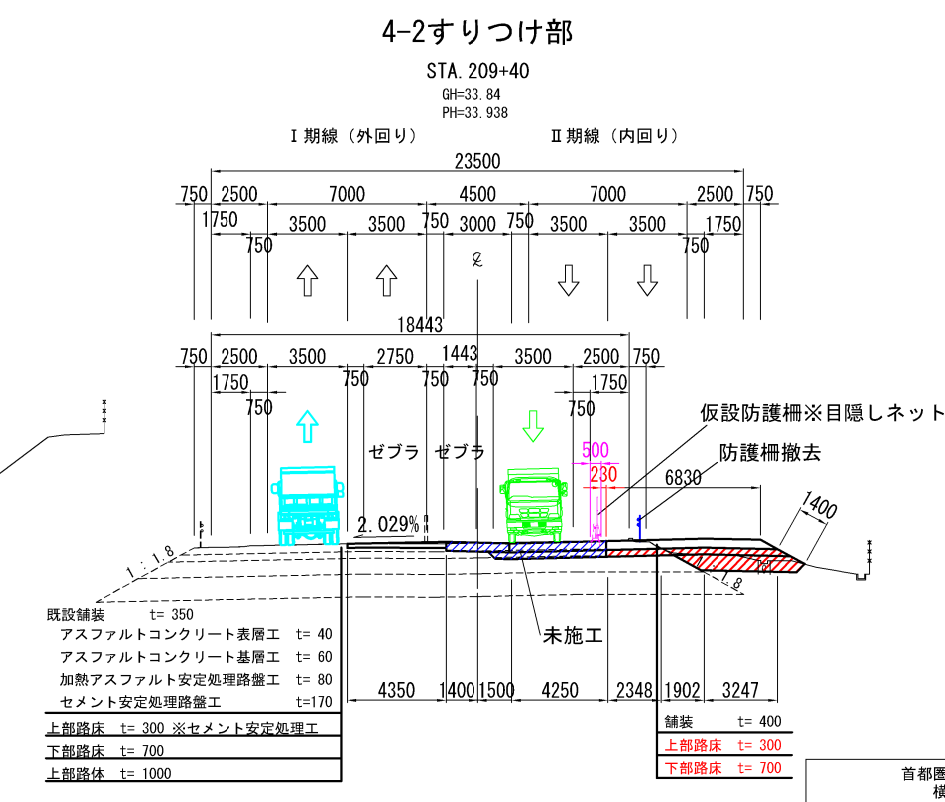 4-2すりつけ部
STA. 209+40
GH=33.84
PH=33.938
Ⅰ期線（外回り）
Ⅱ期線（内回り）
23500
750 2500 7000 4500 7000 2500 750
1750 750 3500 3500 750 3000 750 3500 3500 750 1750
18443
750 2500 3500 2750 1443 3500 2500 750
1750 750 750 750 750 750 1750
仮設防護柵※目隠しネット
ゼブラ ゼブラ
500
防護柵撤去
230
6830
1400
2.029%
1:1.8
1.8
既設舗装 t= 350
アスファルトコンクリート表層工 t= 40
アスファルトコンクリート基層工 t= 60
加熱アスファルト安定処理路盤工 t= 80
セメント安定処理路盤工 t=170
上部路床 t= 300 ※セメント安定処理工
下部路床 t= 700
上部路体 t= 1000
未施工
4350 1400 1500 4250 2348 1902 3247
舗装 t= 400
上部路床 t= 300
下部路床 t= 700
首都圏
横